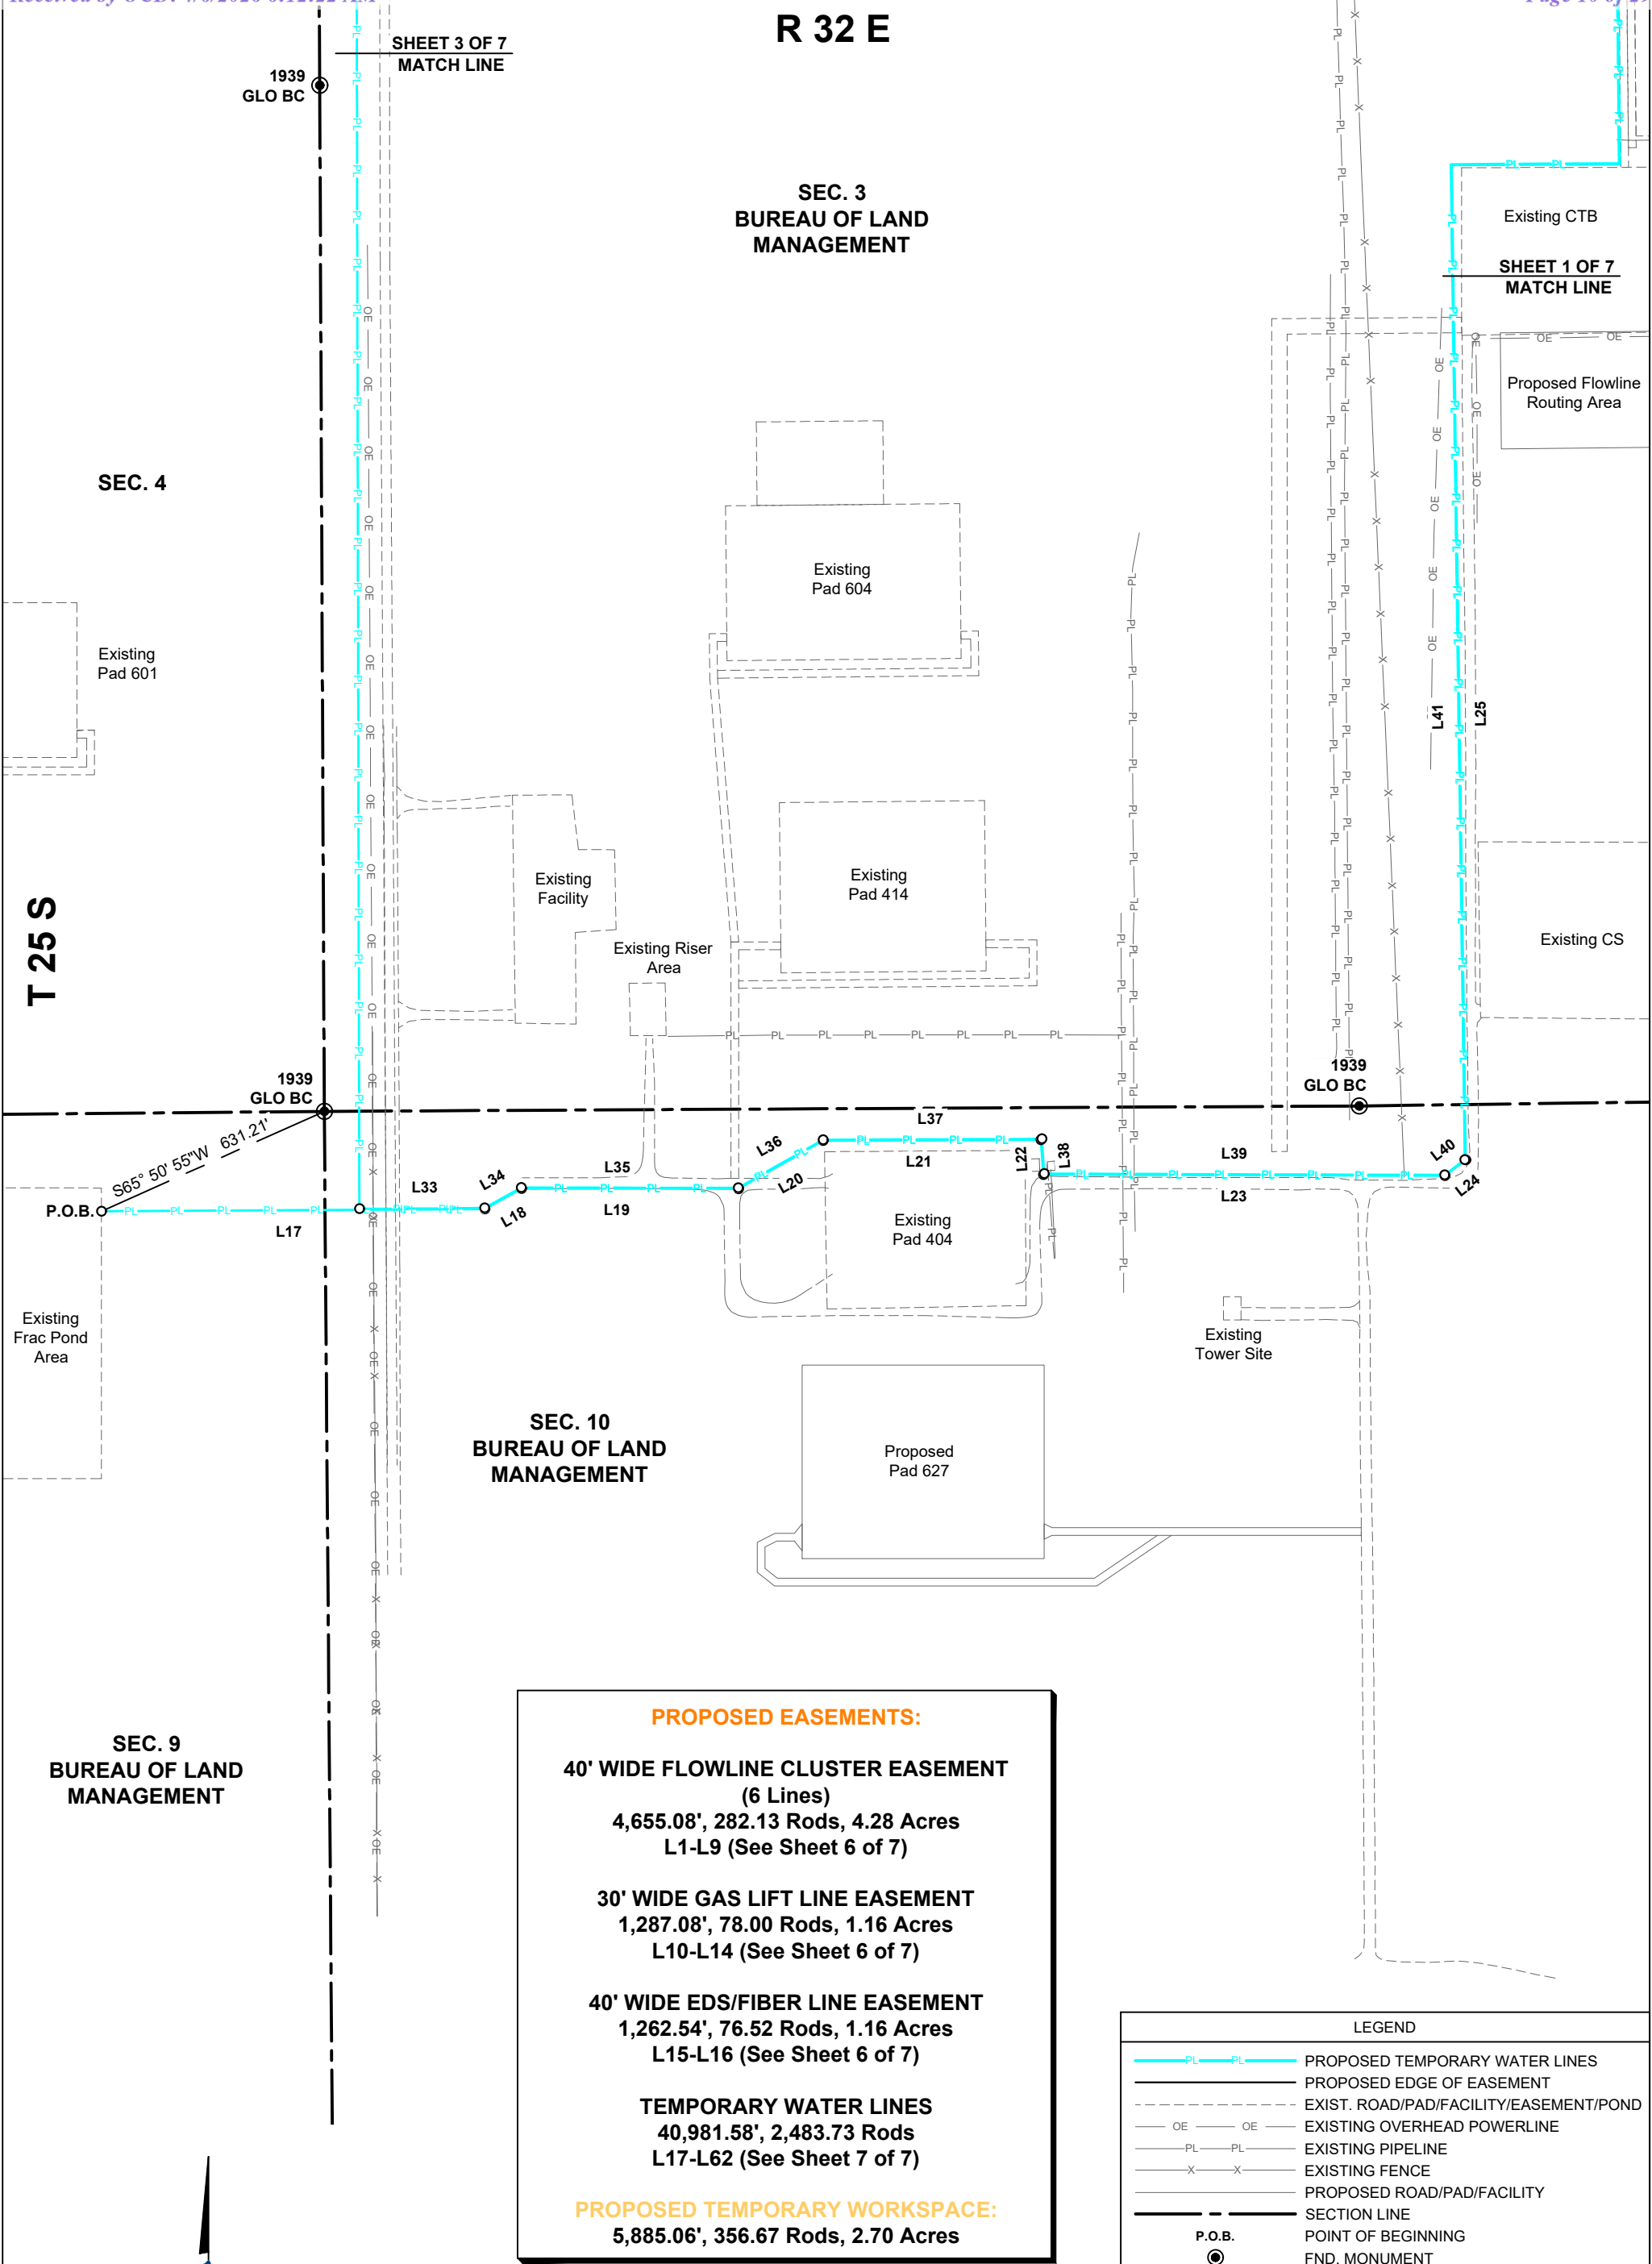 R 32 E
SHEET 3 OF 7
MATCH LINE
1939
GLO BC
SEC. 3
BUREAU OF LAND
MANAGEMENT
Existing CTB
SHEET 1 OF 7
MATCH LINE
Proposed Flowline
Routing Area
SEC. 4
Existing
Pad 604
Existing
Pad 601
L41
L25
T 25 S
Existing
Facility
Existing
Pad 414
Existing Riser
Area
Existing CS
1939
GLO BC
1939
GLO BC
S65° 50' 55"W 631.21'
P.O.B.
L17
L33
L34
L18
L35
L19
L36
L20
L37
L21
L22
L38
L39
L23
L40
L24
Existing
Pad 404
Existing
Frac Pond
Area
Existing
Tower Site
SEC. 10
BUREAU OF LAND
MANAGEMENT
Proposed
Pad 627
SEC. 9
BUREAU OF LAND
MANAGEMENT
PROPOSED EASEMENTS:
40' WIDE FLOWLINE CLUSTER EASEMENT
(6 Lines)
4,655.08', 282.13 Rods, 4.28 Acres
L1-L9 (See Sheet 6 of 7)
30' WIDE GAS LIFT LINE EASEMENT
1,287.08', 78.00 Rods, 1.16 Acres
L10-L14 (See Sheet 6 of 7)
40' WIDE EDS/FIBER LINE EASEMENT
1,262.54', 76.52 Rods, 1.16 Acres
L15-L16 (See Sheet 6 of 7)
TEMPORARY WATER LINES
40,981.58', 2,483.73 Rods
L17-L62 (See Sheet 7 of 7)
PROPOSED TEMPORARY WORKSPACE:
5,885.06', 356.67 Rods, 2.70 Acres
LEGEND
PL PL PROPOSED TEMPORARY WATER LINES
PROPOSED EDGE OF EASEMENT
EXIST. ROAD/PAD/FACILITY/EASEMENT/POND
OE OE EXISTING OVERHEAD POWERLINE
PL PL EXISTING PIPELINE
X X EXISTING FENCE
PROPOSED ROAD/PAD/FACILITY
SECTION LINE
P.O.B. POINT OF BEGINNING
FND. MONUMENT